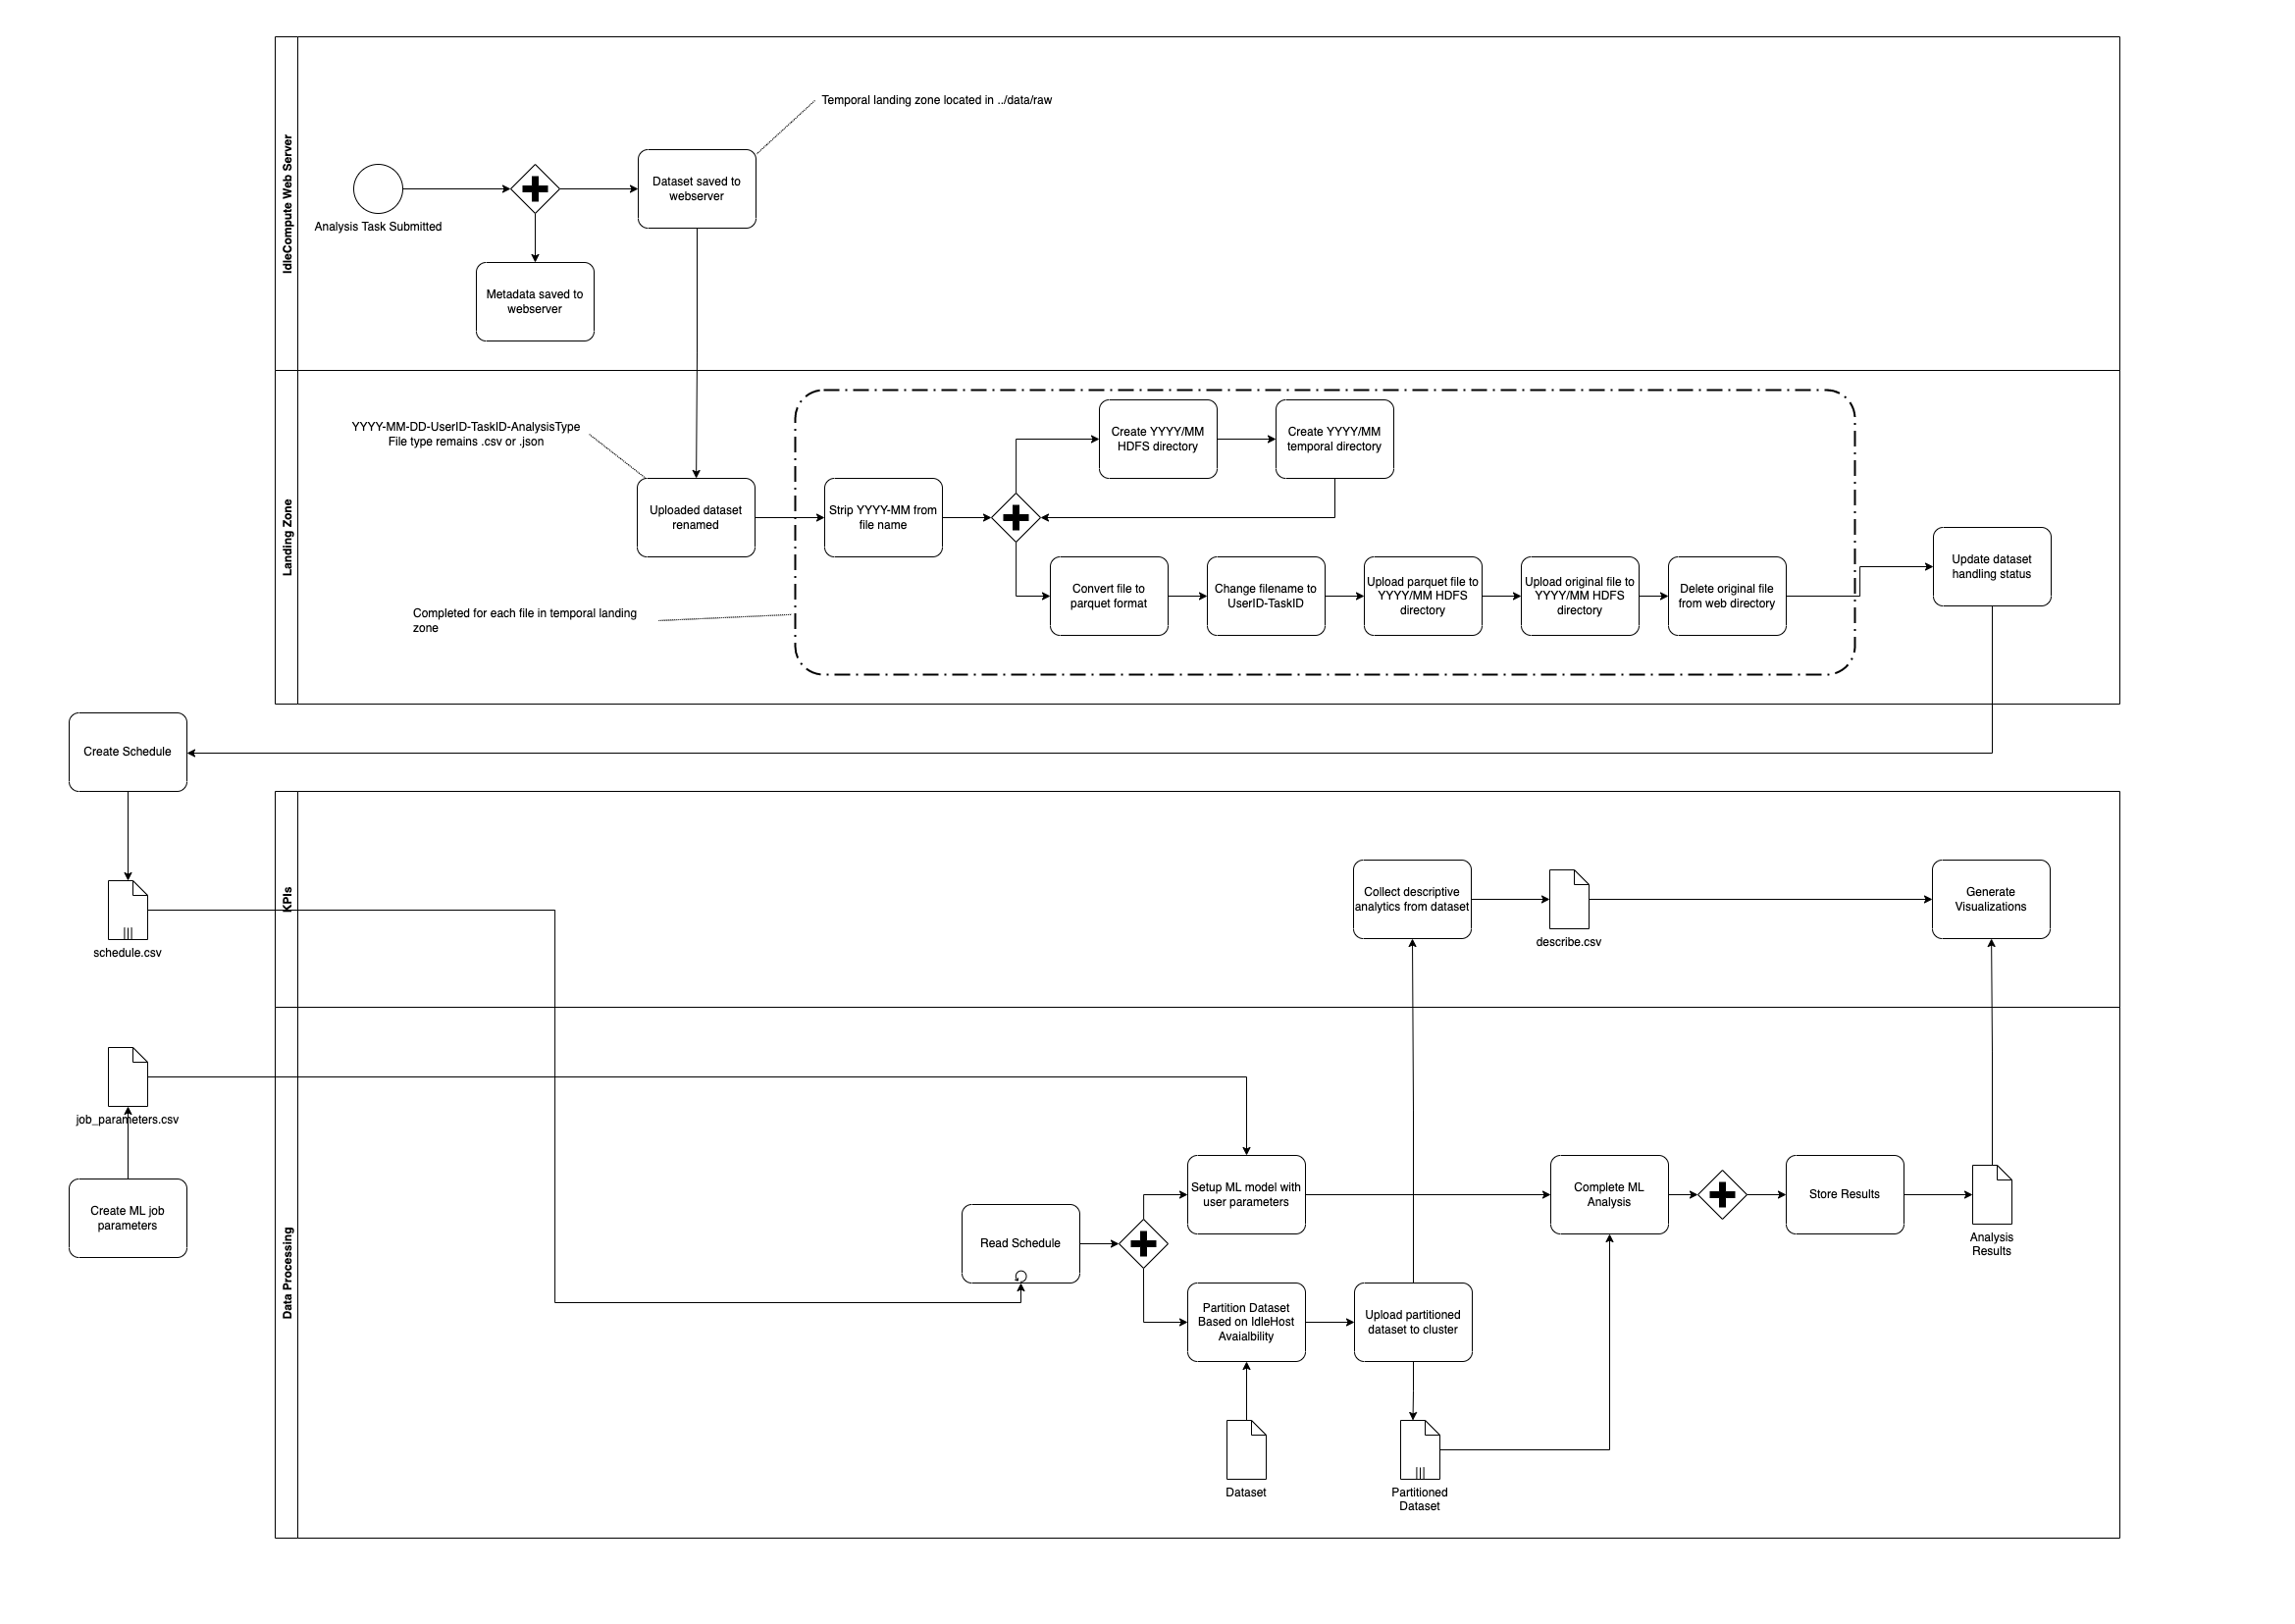 IdleCompute Web Server
Temporal landing zone located in ../data/raw
Dataset saved to
webserver
Analysis Task Submitted
Metadata saved to
webserver
Landing Zone
YYYY-MM-DD-UserID-TaskID-AnalysisType
File type remains .csv or .json
Create YYYY/MM
HDFS directory
Create YYYY/MM
temporal directory
Uploaded dataset
renamed
Strip YYYY-MM from
file name
Completed for each file in temporal landing
zone
Convert file to
parquet format
Change filename to
UserID-TaskID
Upload parquet file to
YYYY/MM HDFS
directory
Upload original file to
YYYY/MM HDFS
directory
Delete original file
from web directory
Update dataset
handling status
Create Schedule
schedule.csv
KPIs
Collect descriptive
analytics from dataset
describe.csv
Generate
Visualizations
job_parameters.csv
Create ML job
parameters
Data Processing
Read Schedule
Setup ML model with
user parameters
Complete ML
Analysis
Store Results
Analysis
Results
Partition Dataset
Based on IdleHost
Avaialbility
Upload partitioned
dataset to cluster
Dataset
Partitioned
Dataset